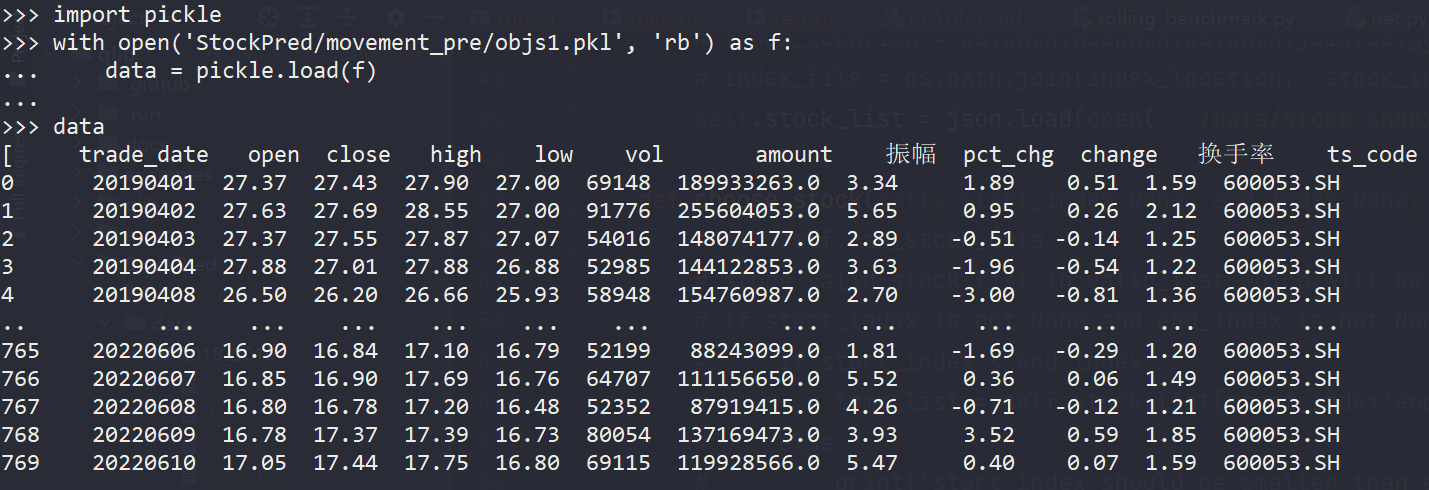 >>> import pickle
>>> with open('StockPred/movement_pre/objs1.pkl', 'rb') as f:
...     data = pickle.load(f)
...
>>> data
[     trade_date   open  close   high    low    vol       amount    振幅  pct_chg  change   换手率    ts_code
0      20190401  27.37  27.43  27.90  27.00  69148  189933263.0  3.34     1.89    0.51  1.59  600053.SH
1      20190402  27.63  27.69  28.55  27.00  91776  255604053.0  5.65     0.95    0.26  2.12  600053.SH
2      20190403  27.37  27.55  27.87  27.07  54016  148074177.0  2.89    -0.51   -0.14  1.25  600053.SH
3      20190404  27.88  27.01  27.88  26.88  52985  144122853.0  3.63    -1.96   -0.54  1.22  600053.SH
4      20190408  26.50  26.20  26.66  25.93  58948  154760987.0  2.70    -3.00   -0.81  1.36  600053.SH
..          ...    ...    ...    ...    ...    ...          ...   ...      ...     ...   ...        ...
765    20220606  16.90  16.84  17.10  16.79  52199   88243099.0  1.81    -1.69   -0.29  1.20  600053.SH
766    20220607  16.85  16.90  17.69  16.76  64707  111156650.0  5.52     0.36    0.06  1.49  600053.SH
767    20220608  16.80  16.78  17.20  16.48  52352   87919415.0  4.26    -0.71   -0.12  1.21  600053.SH
768    20220609  16.78  17.37  17.39  16.73  80054  137169473.0  3.93     3.52    0.59  1.85  600053.SH
769    20220610  17.05  17.44  17.75  16.80  69115  119928566.0  5.47     0.40    0.07  1.59  600053.SH